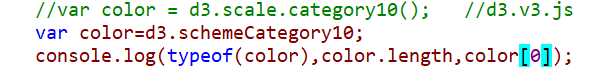 //var color = d3.scale.category10();   //d3.v3.js
var color=d3.schemeCategory10;
console.log(typeof(color),color.length,color[0]);